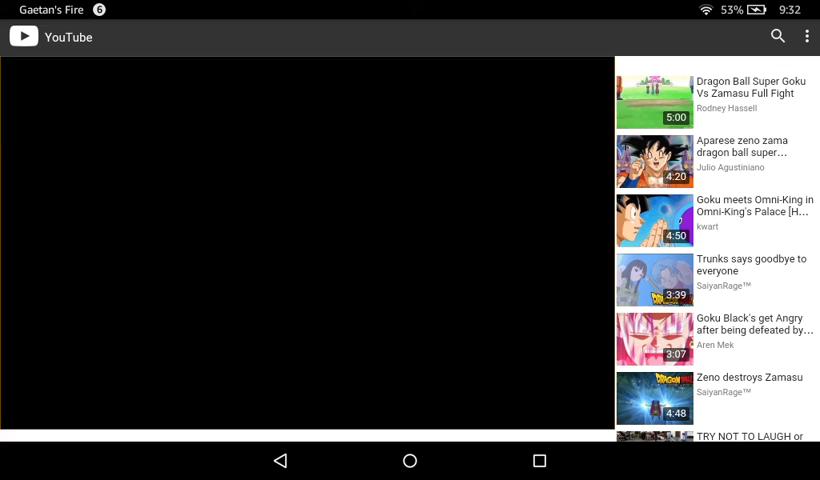 Gaetan's Fire 6 53% 9:32
YouTube
Dragon Ball Super Goku
Vs Zamasu Full Fight
Rodney Hassell
5:00
Aparese zeno zama
dragon ball super…
Julio Agustiniano
4:20
Goku meets Omni-King in
Omni-King's Palace [H…
kwart
4:50
Trunks says goodbye to
everyone
SaiyanRage™
3:39
Goku Black's get Angry
after being defeated by…
Aren Mek
3:07
Zeno destroys Zamasu
SaiyanRage™
4:48
TRY NOT TO LAUGH or